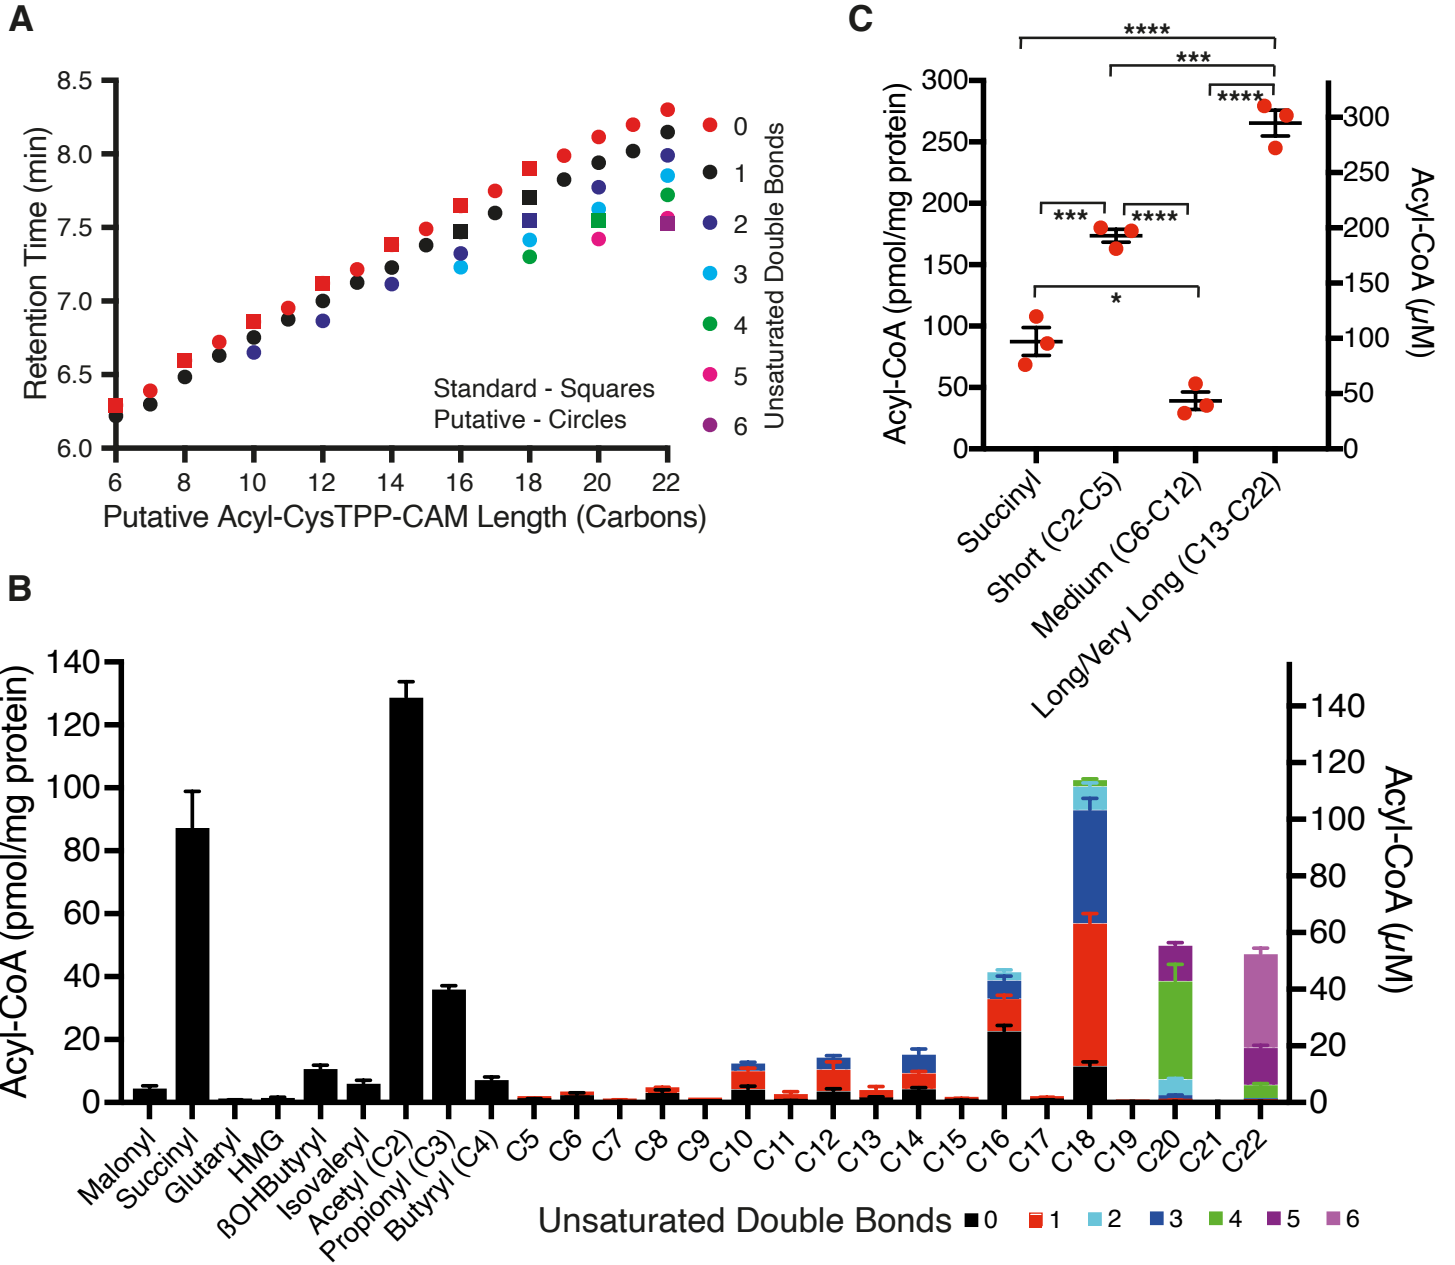 A
8.5
8.0
7.5
7.0
6.5
6.0
Retention Time (min)
6 8 10 12 14 16 18 20 22
Putative Acyl-CysTPP-CAM Length (Carbons)
Standard - Squares
Putative - Circles
0
1
2
3
4
5
6
Unsaturated Double Bonds
C
****
***
****
***
****
*
300
250
200
150
100
50
0
Acyl-CoA (pmol/mg protein)
300
250
200
150
100
50
0
Acyl-CoA (µM)
Succinyl
Short (C2-C5)
Medium (C6-C12)
Long/Very Long (C13-C22)
B
140
120
100
80
60
40
20
0
Acyl-CoA (pmol/mg protein)
140
120
100
80
60
40
20
0
Acyl-CoA (µM)
Malonyl
Succinyl
Glutaryl
HMG
ßOHButyryl
Isovaleryl
Acetyl (C2)
Propionyl (C3)
Butyryl (C4)
C5
C6
C7
C8
C9
C10
C11
C12
C13
C14
C15
C16
C17
C18
C19
C20
C21
C22
Unsaturated Double Bonds 0 1 2 3 4 5 6